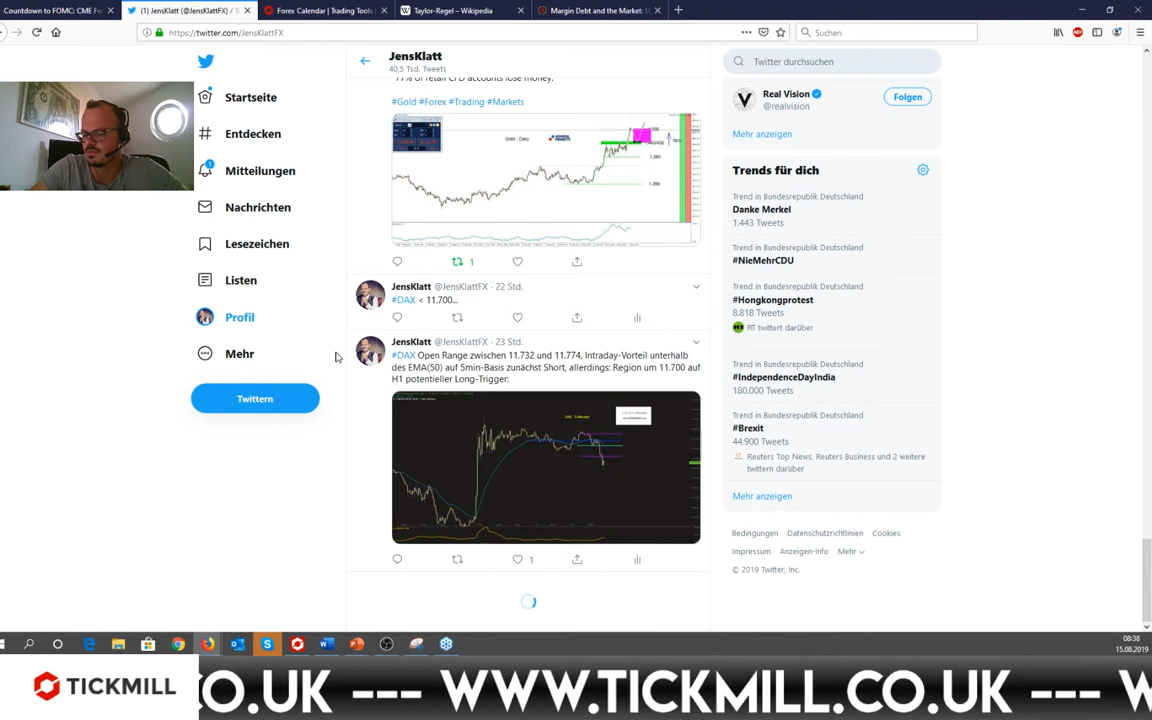 Countdown to FOMC: CME Fe
(1) JensKlatt (@JensKlattFX) / T
Forex Calendar | Trading Tools |
Taylor-Regel – Wikipedia
Margin Debt and the Market: U
https://twitter.com/JensKlattFX
Suchen
JensKlatt
40,5 Tsd. Tweets
77% of retail CFD accounts lose money.
#Gold #Forex #Trading #Markets
Gold - Daily
Startseite
Entdecken
1
Mitteilungen
Nachrichten
Lesezeichen
Listen
Profil
Mehr
Twittern
1
JensKlatt @JensKlattFX · 22 Std.
#DAX < 11.700...
JensKlatt @JensKlattFX · 23 Std.
#DAX Open Range zwischen 11.732 und 11.774, Intraday-Vorteil unterhalb
des EMA(50) auf 5min-Basis zunächst Short, allerdings: Region um 11.700 auf
H1 potentieller Long-Trigger:
DAX - 5 Minuten
1
Twitter durchsuchen
Real Vision
@realvision
Folgen
Mehr anzeigen
Trends für dich
Trend in Bundesrepublik Deutschland
Danke Merkel
1.443 Tweets
Trend in Bundesrepublik Deutschland
#NieMehrCDU
Trend in Bundesrepublik Deutschland
#Hongkongprotest
8.818 Tweets
RT twittert darüber
Trend in Bundesrepublik Deutschland
#IndependenceDayIndia
180.000 Tweets
Trend in Bundesrepublik Deutschland
#Brexit
44.900 Tweets
Reuters Top News, Reuters Business und 2 weitere
twittern darüber
Mehr anzeigen
Bedingungen Datenschutzrichtlinien Cookies
Impressum Anzeigen-Info Mehr
© 2019 Twitter, Inc.
08:38
15.08.2019
TICKMILL
CO.UK --- WWW.TICKMILL.CO.UK --- W